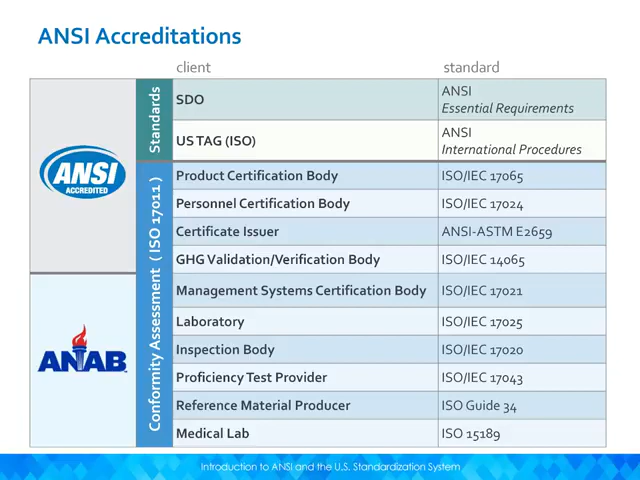 ANSI Accreditations
client standard
Standards
SDO
ANSI
Essential Requirements
US TAG (ISO)
ANSI
International Procedures
ANSI
ACCREDITED
Conformity Assessment ( ISO 17011 )
Product Certification Body ISO/IEC 17065
Personnel Certification Body ISO/IEC 17024
Certificate Issuer ANSI-ASTM E2659
GHG Validation/Verification Body ISO/IEC 14065
Management Systems Certification Body ISO/IEC 17021
Laboratory ISO/IEC 17025
ANAB
Inspection Body ISO/IEC 17020
Proficiency Test Provider ISO/IEC 17043
Reference Material Producer ISO Guide 34
Medical Lab ISO 15189
Introduction to ANSI and the U.S. Standardization System